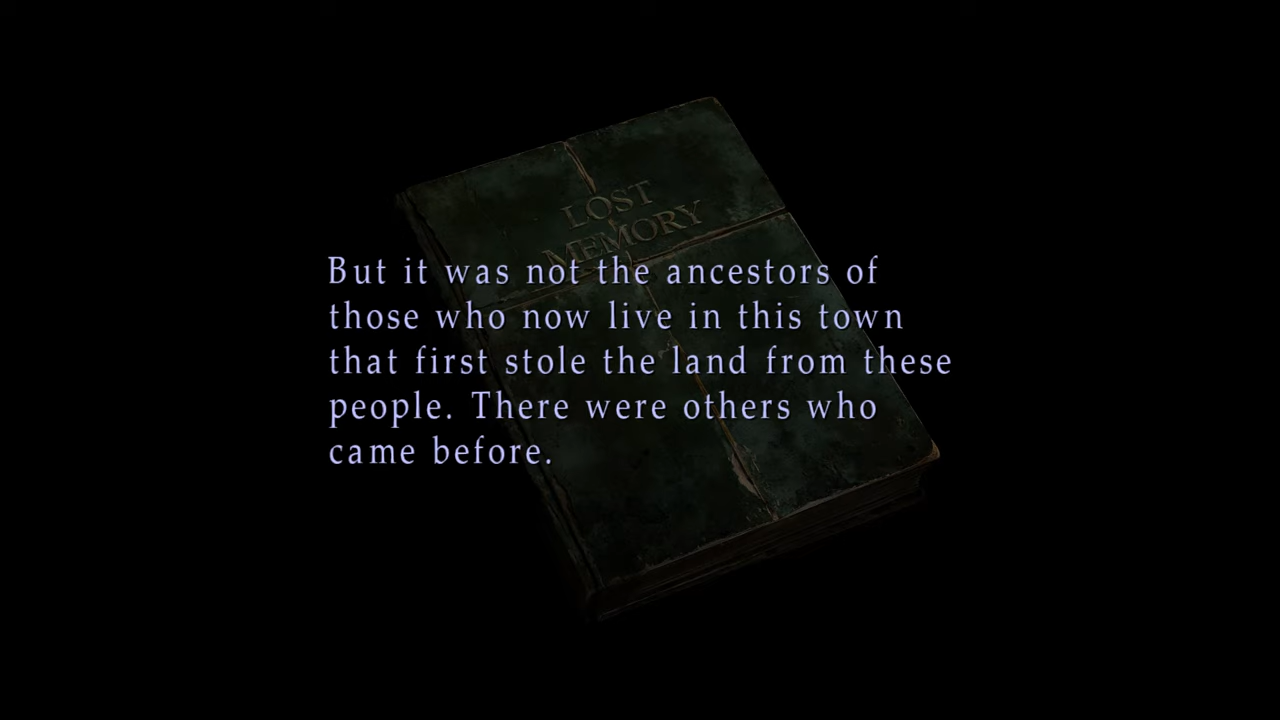 LOST
MEMORY
But it was not the ancestors of
those who now live in this town
that first stole the land from these
people. There were others who
came before.